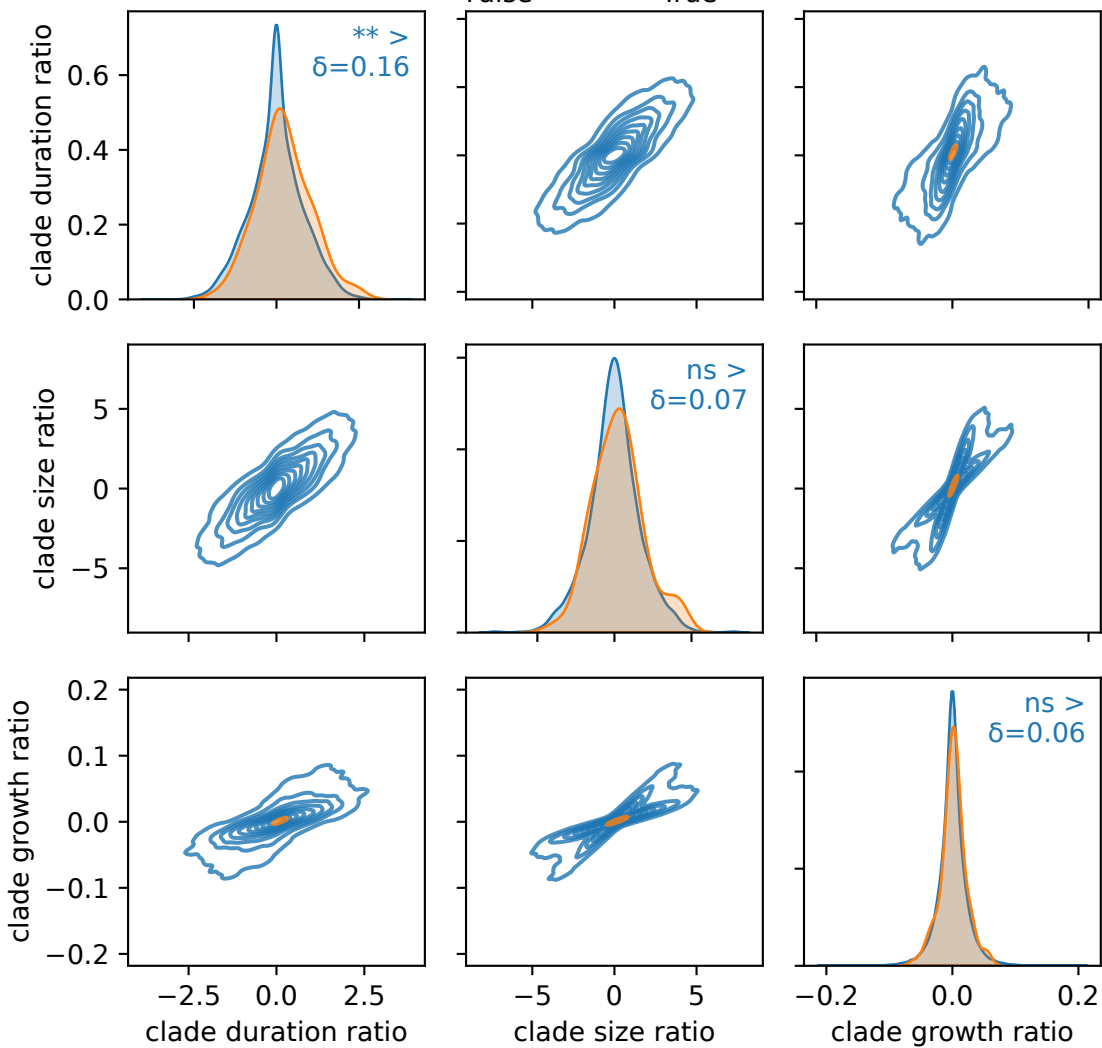 False True
** >
δ=0.16
clade duration ratio
0.6
0.4
0.2
0.0
ns >
δ=0.07
clade size ratio
5
0
−5
ns >
δ=0.06
clade growth ratio
0.2
0.1
0.0
−0.1
−0.2
−2.5 0.0 2.5
clade duration ratio
−5 0 5
clade size ratio
−0.2 0.0 0.2
clade growth ratio